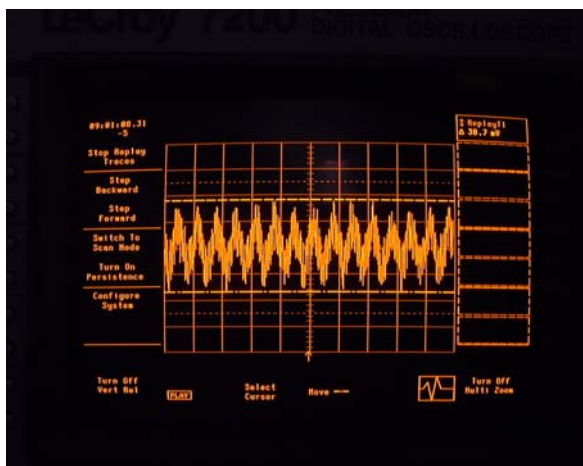 LeCroy 7200
DIGITAL OSCILLOSCOPE
09:01:08.31
-S
Stop Replay
Traces
Step
Backward
Step
Forward
Switch To
Scan Mode
Turn On
Persistence
Configure
System
Turn Off
Vert Rel
PLAY
Select
Cursor
Move
Turn Off
Multi Zoom
Replay
Δ 30.7 mV